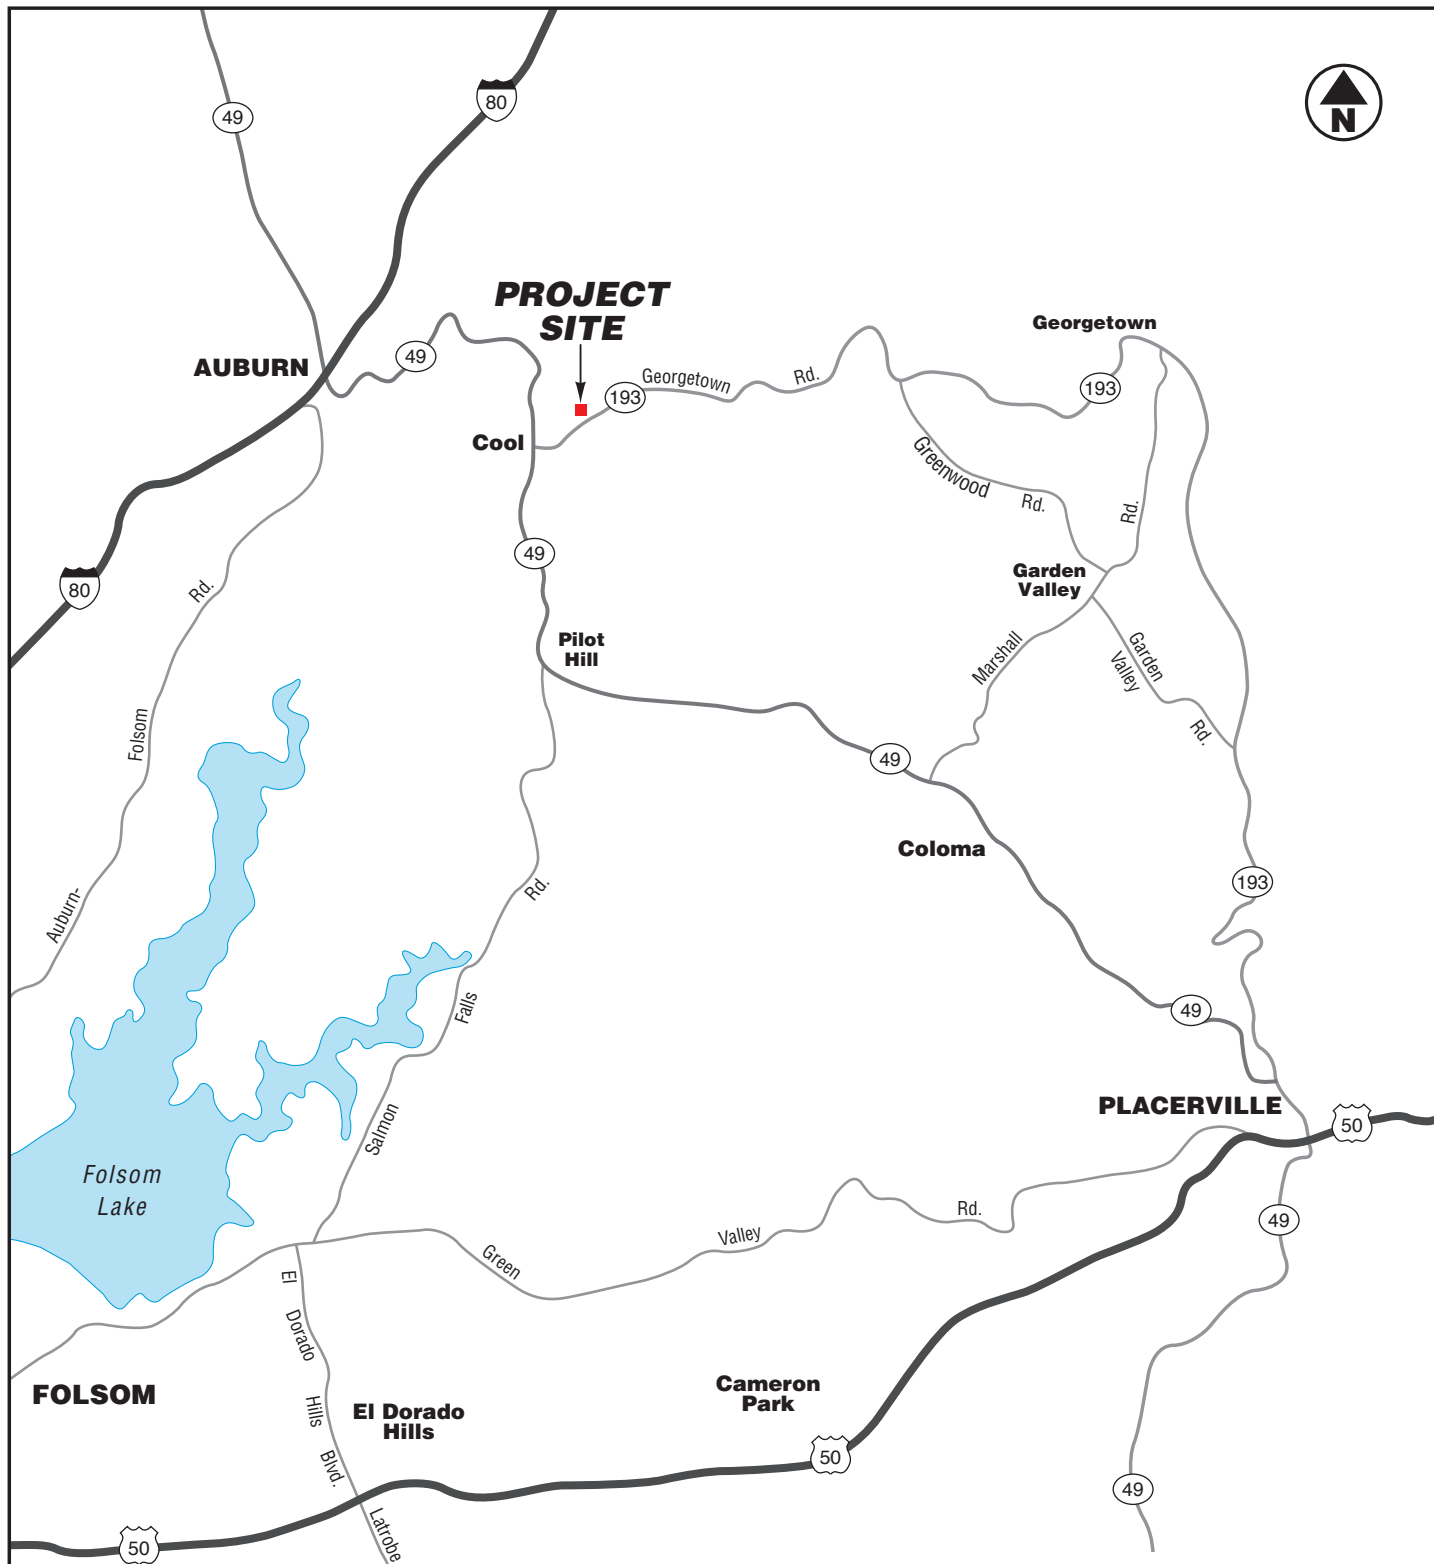 80
49
N
PROJECT
SITE
Georgetown
49
AUBURN
Georgetown Rd.
193
193
Cool
Greenwood Rd.
Rd.
49
Garden
Valley
80
Rd.
Pilot
Hill
Marshall
Garden
Valley
Rd.
Folsom
49
Coloma
193
Rd.
Auburn-
Falls
49
PLACERVILLE
50
Salmon
Folsom
Lake
Rd.
49
Valley
Green
El
Dorado
Hills
Blvd.
FOLSOM
Cameron
Park
El Dorado
Hills
50
49
Latrobe
50